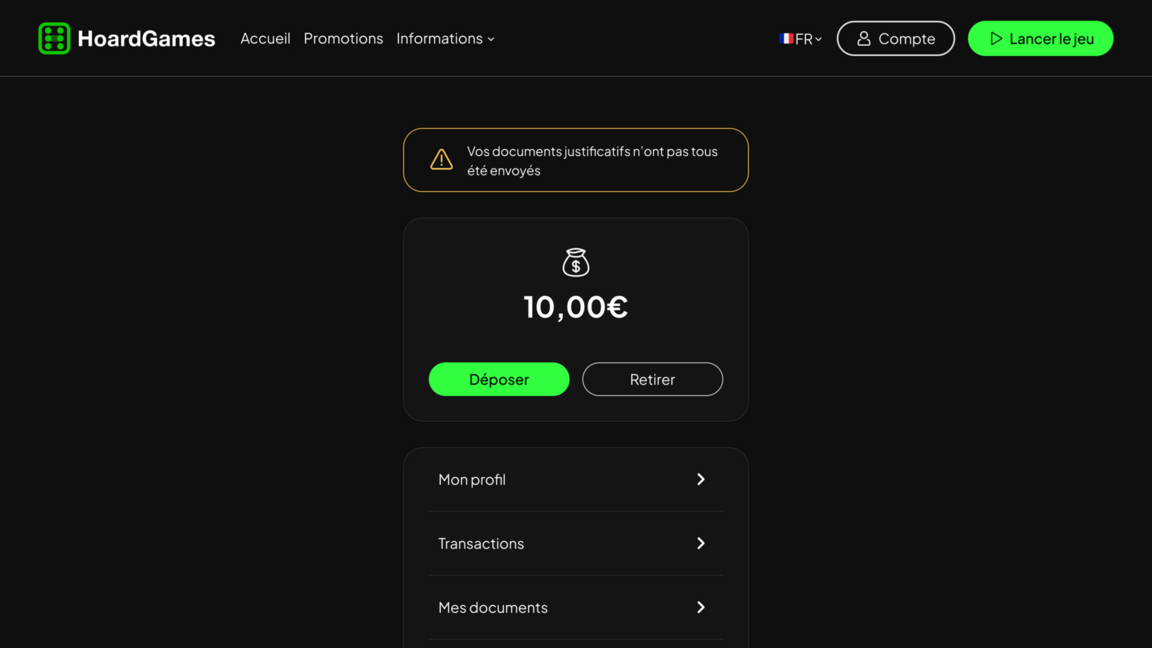 HoardGames Accueil Promotions Informations FR Compte Lancer le jeu
Vos documents justificatifs n'ont pas tous
été envoyés
$
10,00€
Déposer Retirer
Mon profil
Transactions
Mes documents